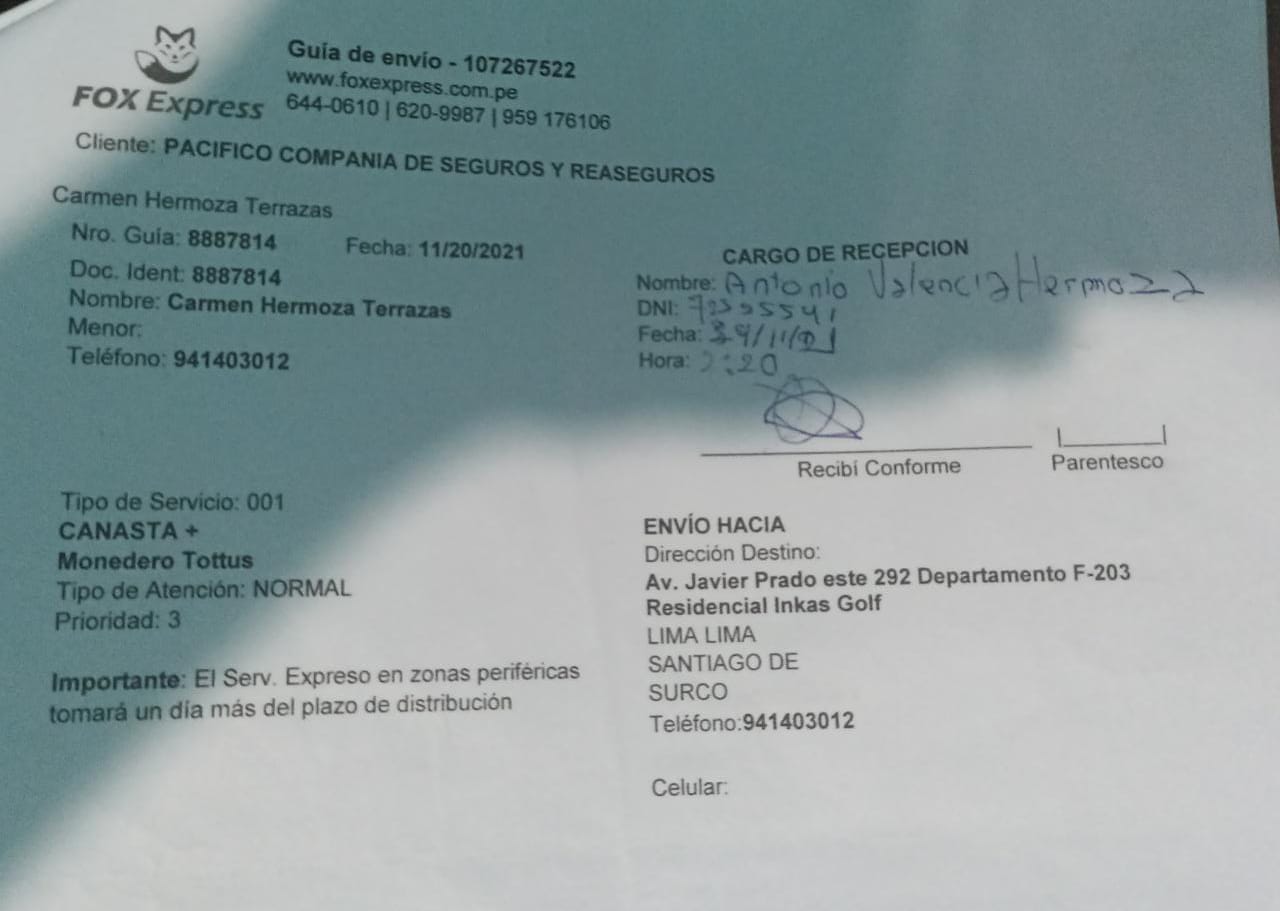 FOX Express
Guía de envío - 107267522
www.foxexpress.com.pe
644-0610 | 620-9987 | 959 176106
Cliente: PACIFICO COMPANIA DE SEGUROS Y REASEGUROS
Carmen Hermoza Terrazas
Nro. Guía: 8887814 Fecha: 11/20/2021
Doc. Ident: 8887814
Nombre: Carmen Hermoza Terrazas
Menor:
Teléfono: 941403012
CARGO DE RECEPCION
Nombre: Antonio Valencia Hermoza
DNI:
Fecha:
Hora: :20
Recibí Conforme
Parentesco
Tipo de Servicio: 001
CANASTA +
Monedero Tottus
Tipo de Atención: NORMAL
Prioridad: 3
Importante: El Serv. Expreso en zonas periféricas
tomará un día más del plazo de distribución
ENVÍO HACIA
Dirección Destino:
Av. Javier Prado este 292 Departamento F-203
Residencial Inkas Golf
LIMA LIMA
SANTIAGO DE
SURCO
Teléfono:941403012
Celular: